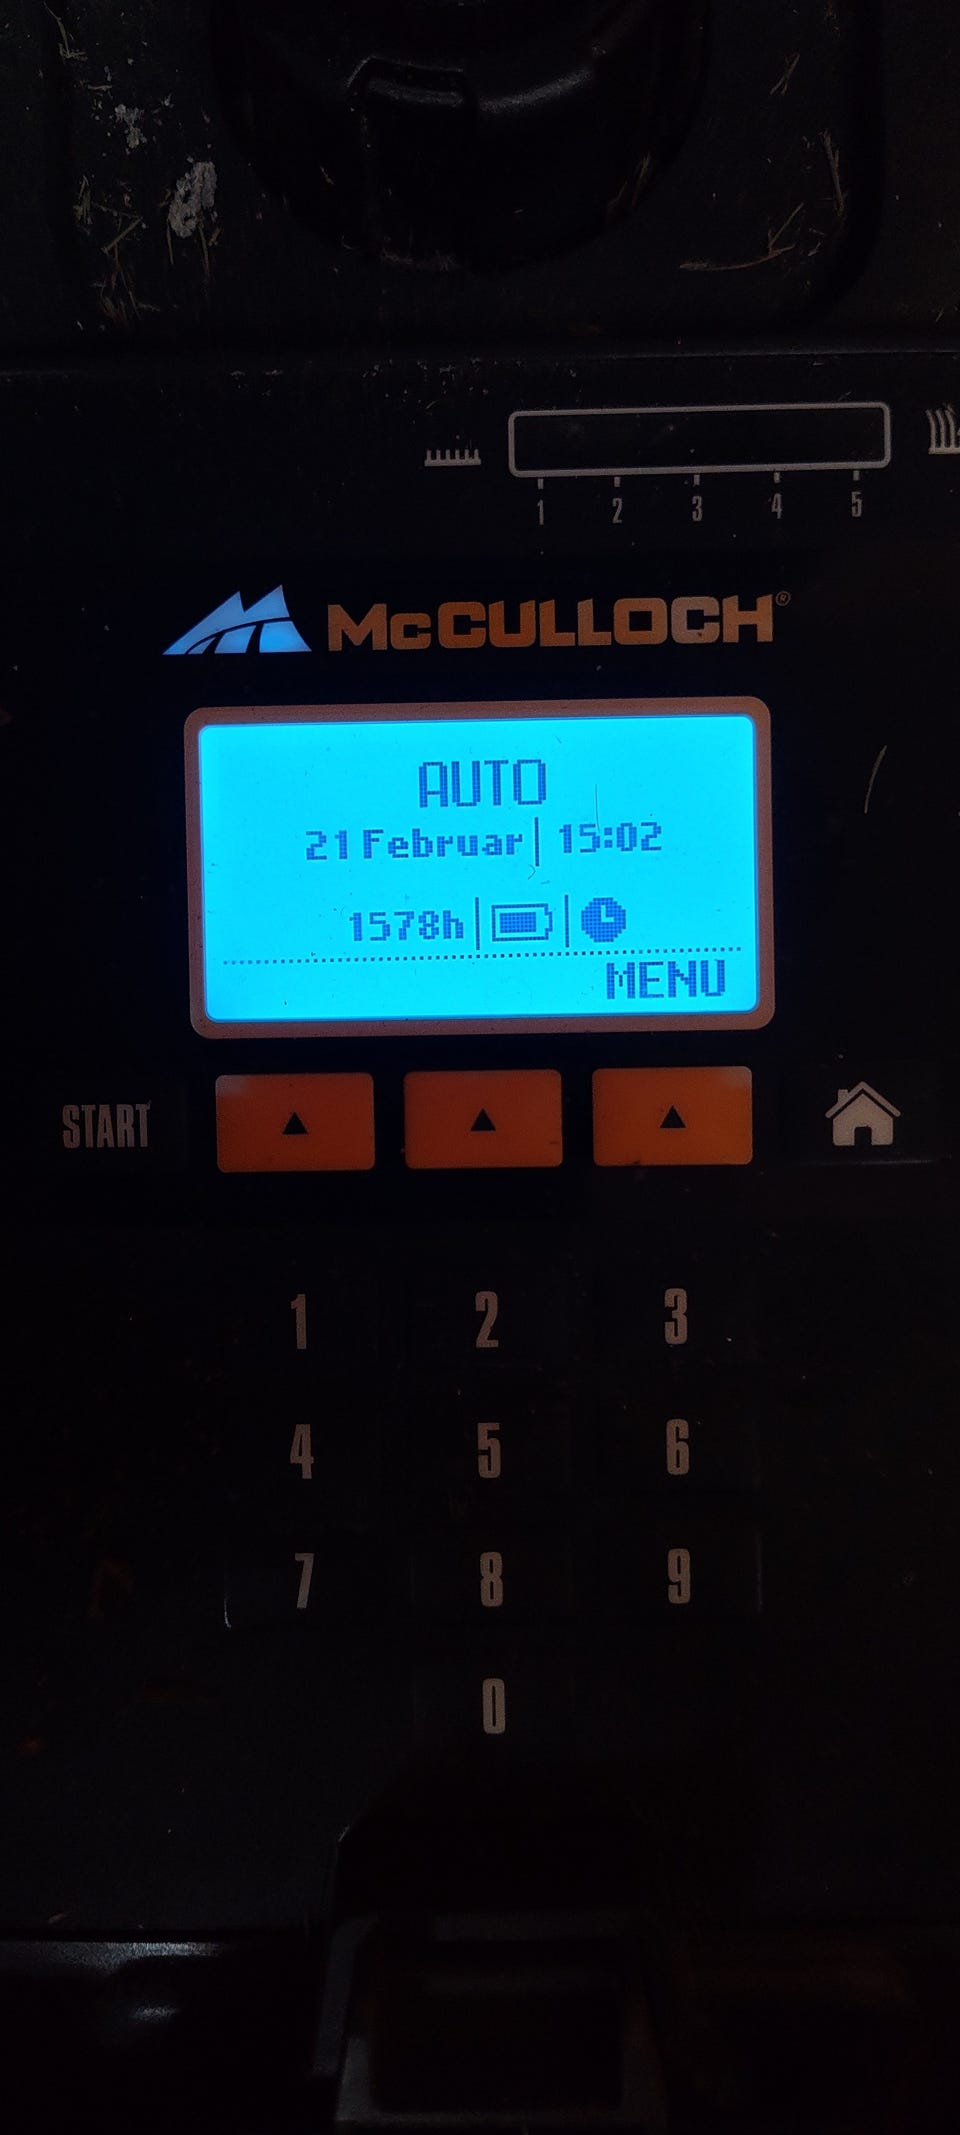 1 2 3 4 5
McCULLOCH®
AUTO
21 Februar 15:02
1578h
MENU
START
1 2 3
4 5 6
7 8 9
0